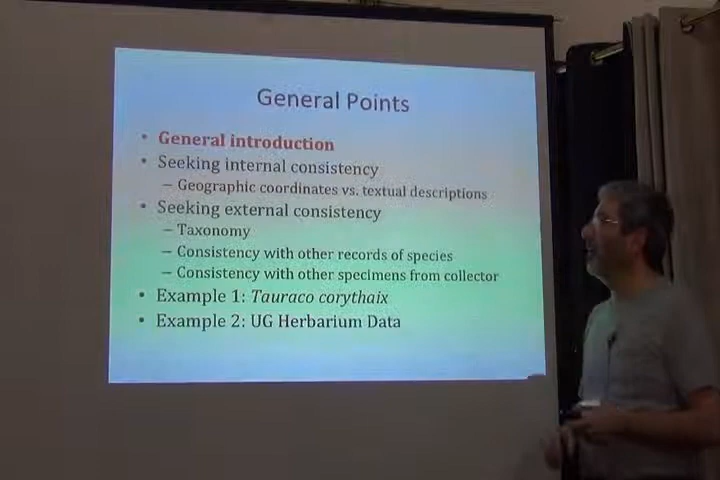 General Points
• General introduction
• Seeking internal consistency
– Geographic coordinates vs. textual descriptions
• Seeking external consistency
– Taxonomy
– Consistency with other records of species
– Consistency with other specimens from collector
• Example 1: Tauraco corythaix
• Example 2: UG Herbarium Data